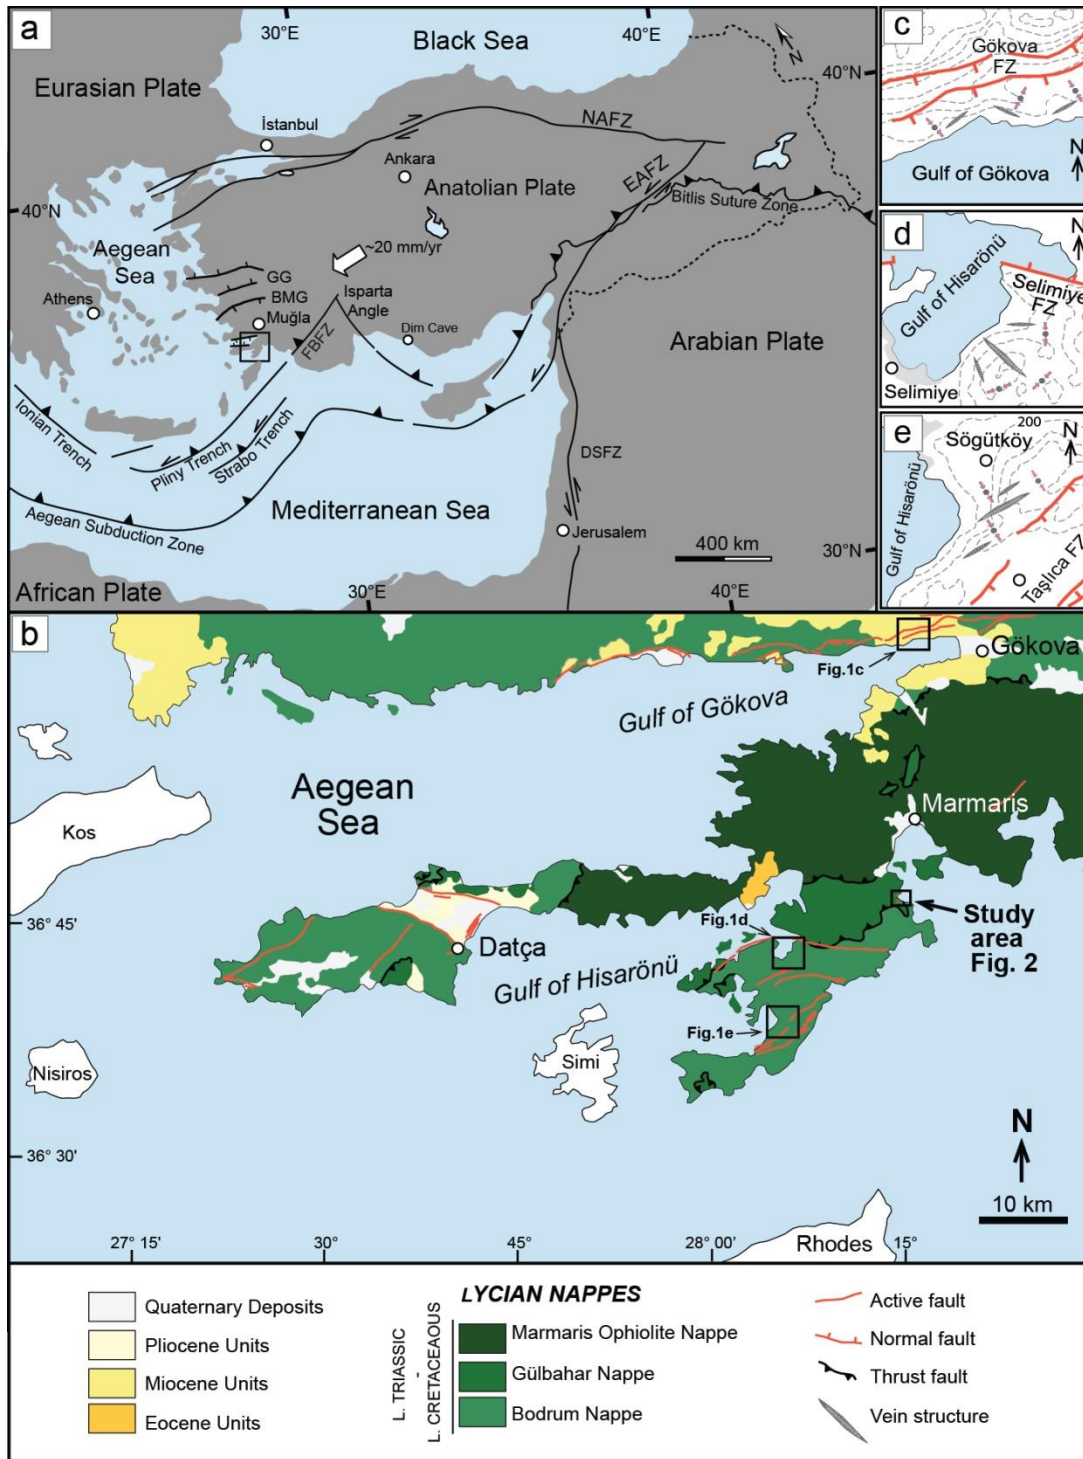 a
30°E
40°E
Black Sea
N
40°N
Eurasian Plate
İstanbul
NAFZ
Ankara
Anatolian Plate
EAFZ
Bitlis Suture Zone
40°N
Aegean
Sea
~20 mm/yr
GG
BMG
Athens
Muğla
Isparta
Angle
FBFZ
Dim Cave
Arabian Plate
Ionian Trench
Pliny Trench
Strabo Trench
DSFZ
Aegean Subduction Zone
Mediterranean Sea
Jerusalem
400 km
30°N
African Plate
30°E
40°E
c
Gökova
FZ
Gulf of Gökova
N
d
N
Gulf of Hisarönü
Selimiye
FZ
Selimiye
e
200
N
Sögütköy
Gulf of Hisarönü
Taşlıca FZ
b
Fig.1c
Gökova
Gulf of Gökova
Aegean
Sea
Marmaris
Kos
36° 45'
Fig.1d
Study
area
Fig. 2
Datça
Gulf of Hisarönü
Fig.1e
Nisiros
Simi
N
36° 30'
10 km
Rhodes
27° 15'
30°
45°
28° 00'
15°
Quaternary Deposits
Pliocene Units
Miocene Units
Eocene Units
LYCIAN NAPPES
L. TRIASSIC
-
L. CRETACEAOUS
Marmaris Ophiolite Nappe
Gülbahar Nappe
Bodrum Nappe
Active fault
Normal fault
Thrust fault
Vein structure